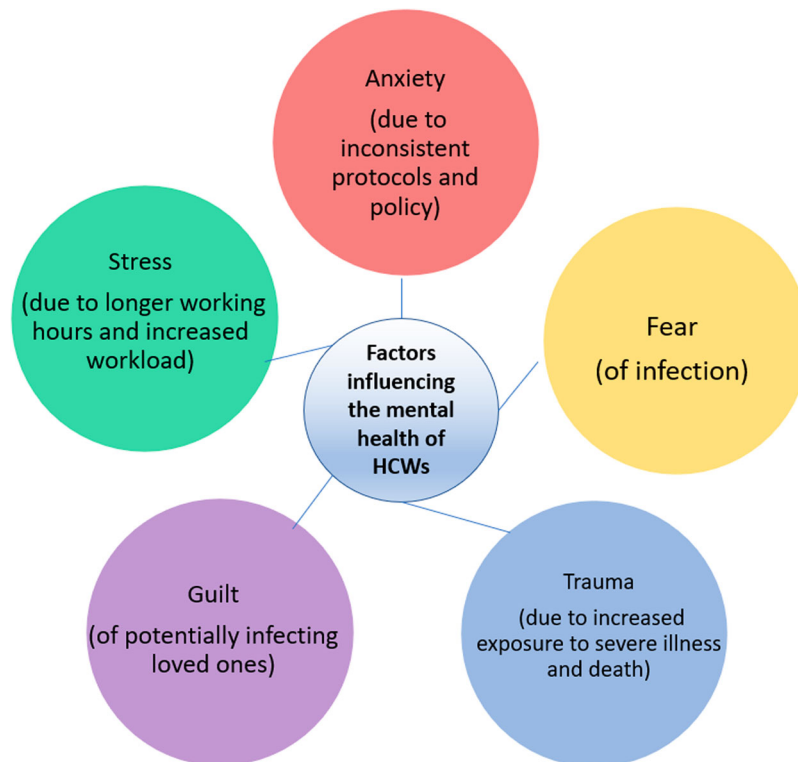 Anxiety
(due to
inconsistent
protocols and
policy)
Stress
(due to longer working
hours and increased
workload)
Fear
(of infection)
Factors
influencing
the mental
health of
HCWs
Guilt
(of potentially infecting
loved ones)
Trauma
(due to increased
exposure to severe illness
and death)